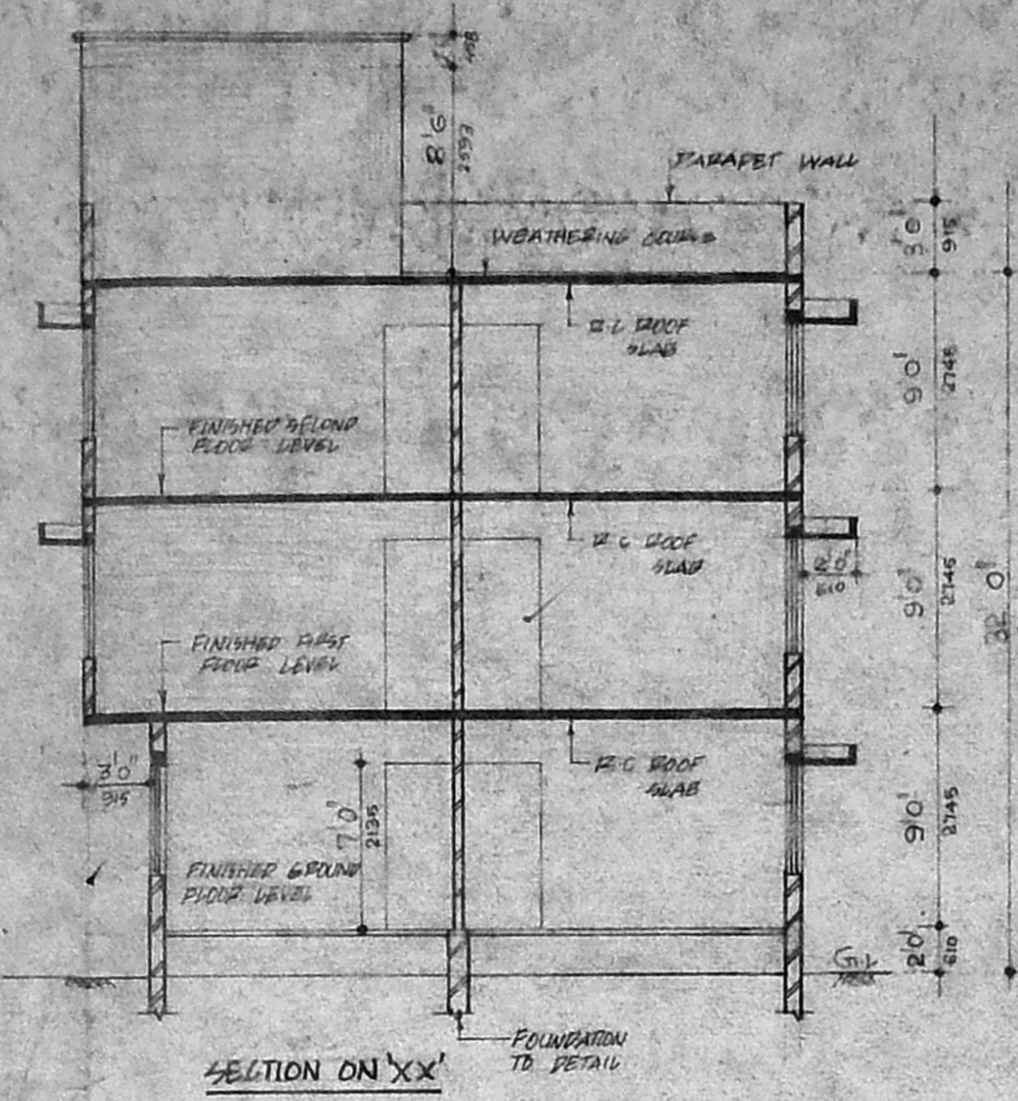 8'6"
2593
PARAPET WALL
WEATHERING COURSE
3'0'
915
R.C ROOF
SLAB
9'0'
2745
FINISHED SECOND
FLOOR LEVEL
R C ROOF
SLAB
2'0"
610
9'0'
2745
0'
FINISHED FIRST
FLOOR LEVEL
3'0"
915
R C ROOF
SLAB
7'0'
2135
9'0'
2745
FINISHED GROUND
FLOOR LEVEL
2'0'
610
G.L
FOUNDATION
TO DETAIL
SECTION ON 'XX'